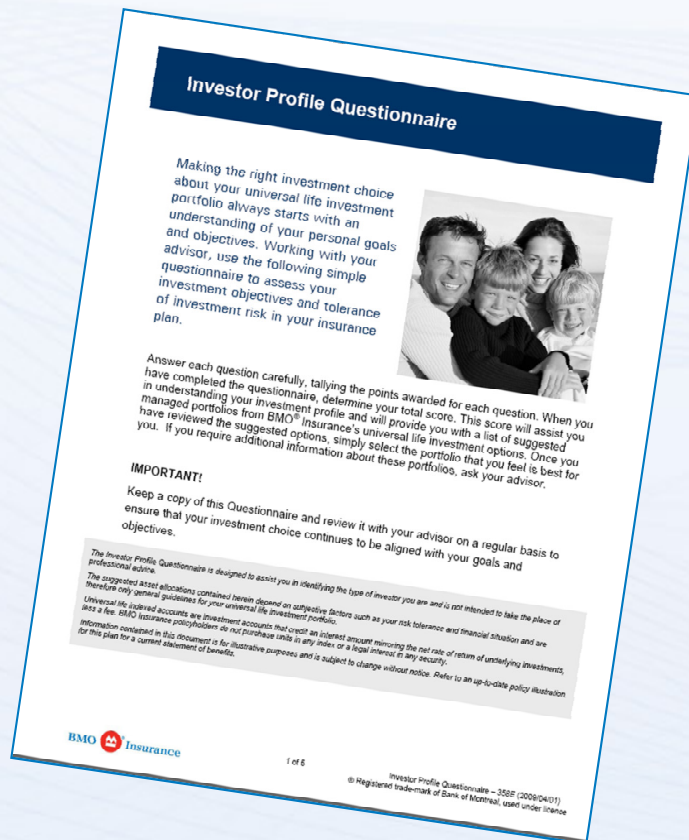 Investor Profile Questionnaire
Making the right investment choice
about your universal life investment
portfolio always starts with an
understanding of your personal goals
and objectives. Working with your
advisor, use the following simple
questionnaire to assess your
investment objectives and tolerance
of investment risk in your insurance
plan.
Answer each question carefully, tallying the points awarded for each question. When you
have completed the questionnaire, determine your total score. This score will assist you
in understanding your investment profile and will provide you with a list of suggested
managed portfolios from BMO® Insurance's universal life investment options. Once you
have reviewed the suggested options, simply select the portfolio that you feel is best for
you. If you require additional information about these portfolios, ask your advisor.
IMPORTANT!
Keep a copy of this Questionnaire and review it with your advisor on a regular basis to
ensure that your investment choice continues to be aligned with your goals and
objectives.
The Investor Profile Questionnaire is designed to assist you in identifying the type of investor you are and is not intended to take the place of
professional advice.
The suggested asset allocations contained herein depend on subjective factors such as your risk tolerance and financial situation and are
therefore only general guidelines for your universal life investment portfolio.
Universal life indexed accounts are investment accounts that credit an interest amount mirroring the net rate of return of underlying investments,
less a fee. BMO Insurance policyholders do not purchase units in any index or a legal interest in any security.
Information contained in this document is for illustrative purposes and is subject to change without notice. Refer to an up-to-date policy illustration
for this plan for a current statement of benefits.
BMO Insurance
1 of 6
Investor Profile Questionnaire – 358E (2009/04/01)
® Registered trade-mark of Bank of Montreal, used under licence